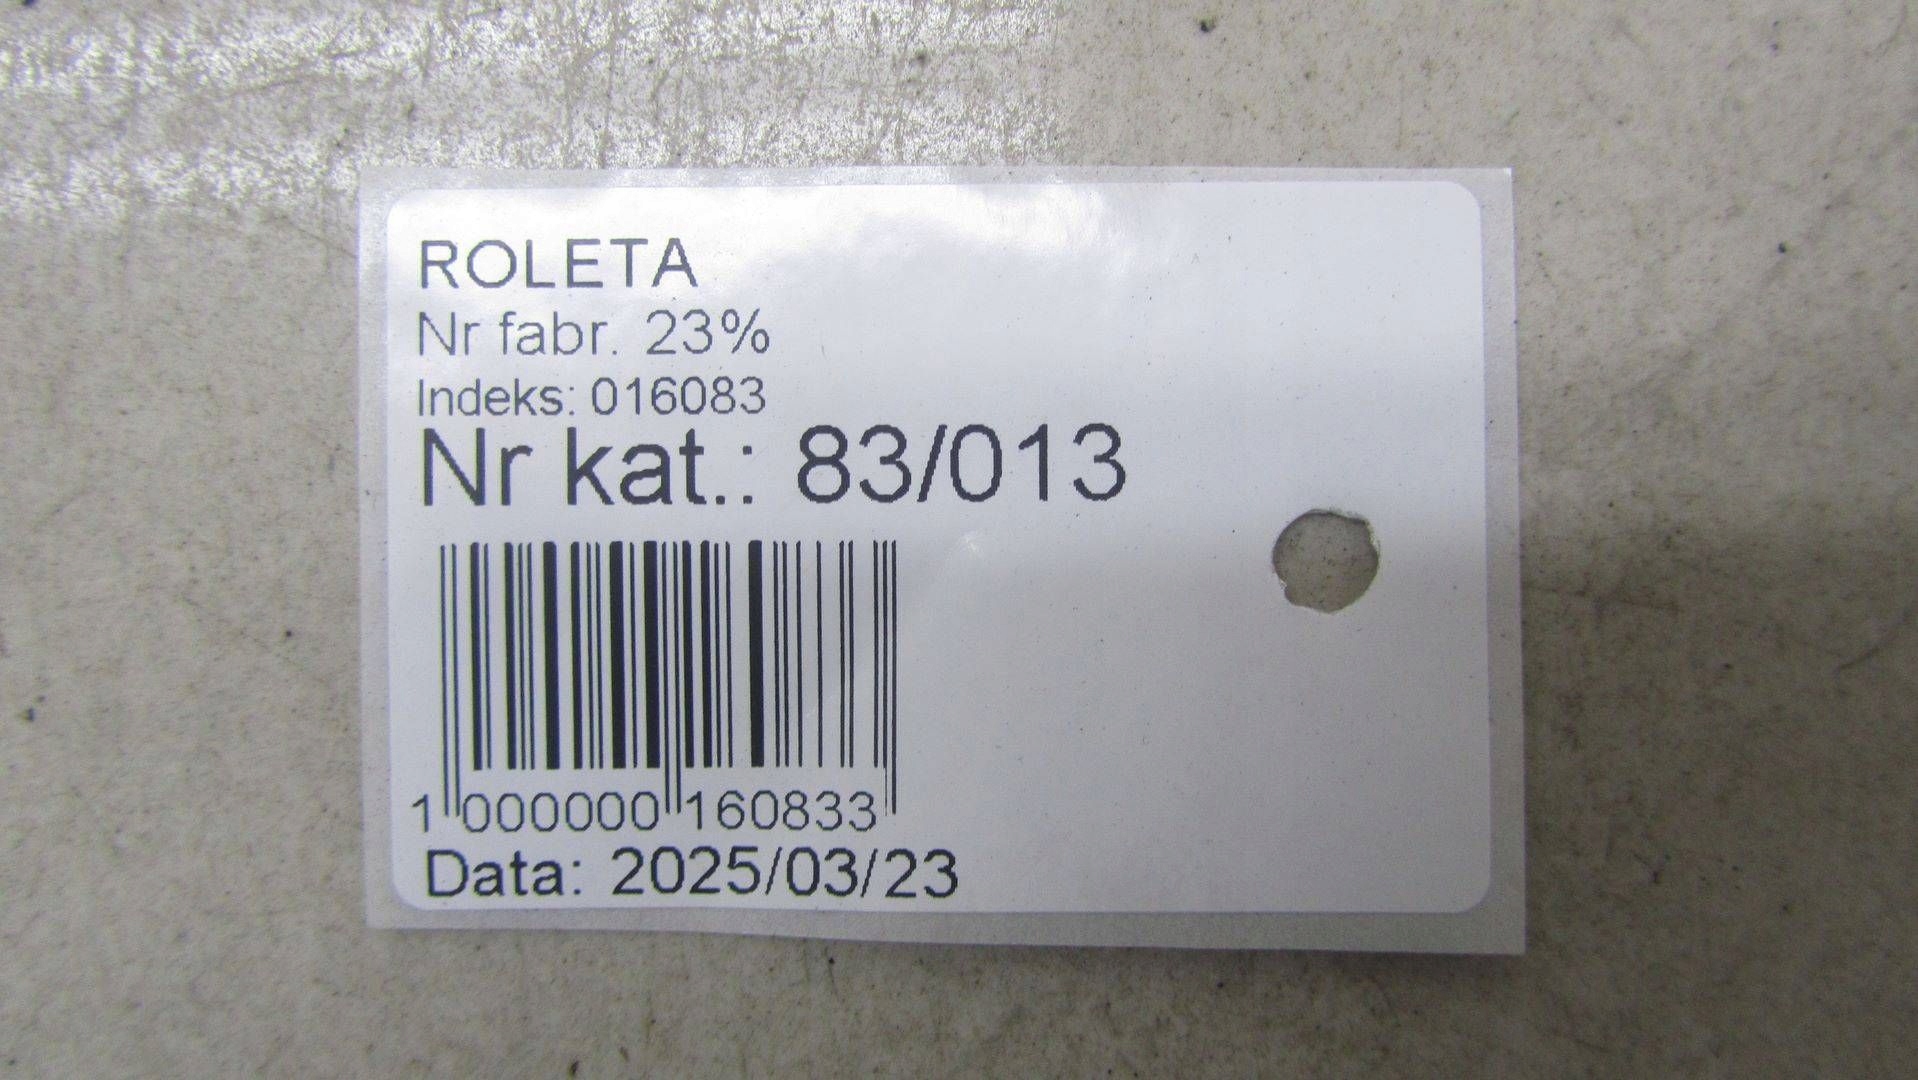 ROLETA
Nr fabr. 23%
Indeks: 016083
Nr kat.: 83/013
1 000000 160833
Data: 2025/03/23